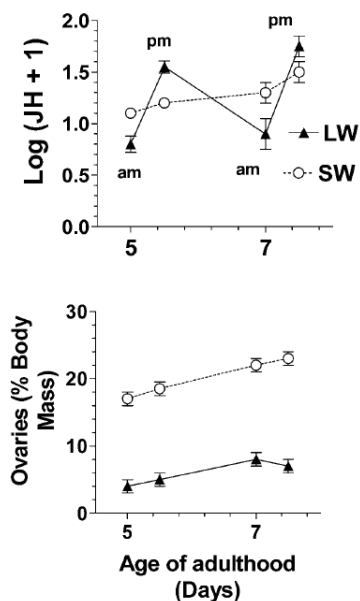 Log (JH + 1)
2.0
1.5
1.0
0.5
0.0
pm
pm
am
am
5
7
LW
SW
Ovaries (% Body
Mass)
30
20
10
0
5
7
Age of adulthood
(Days)